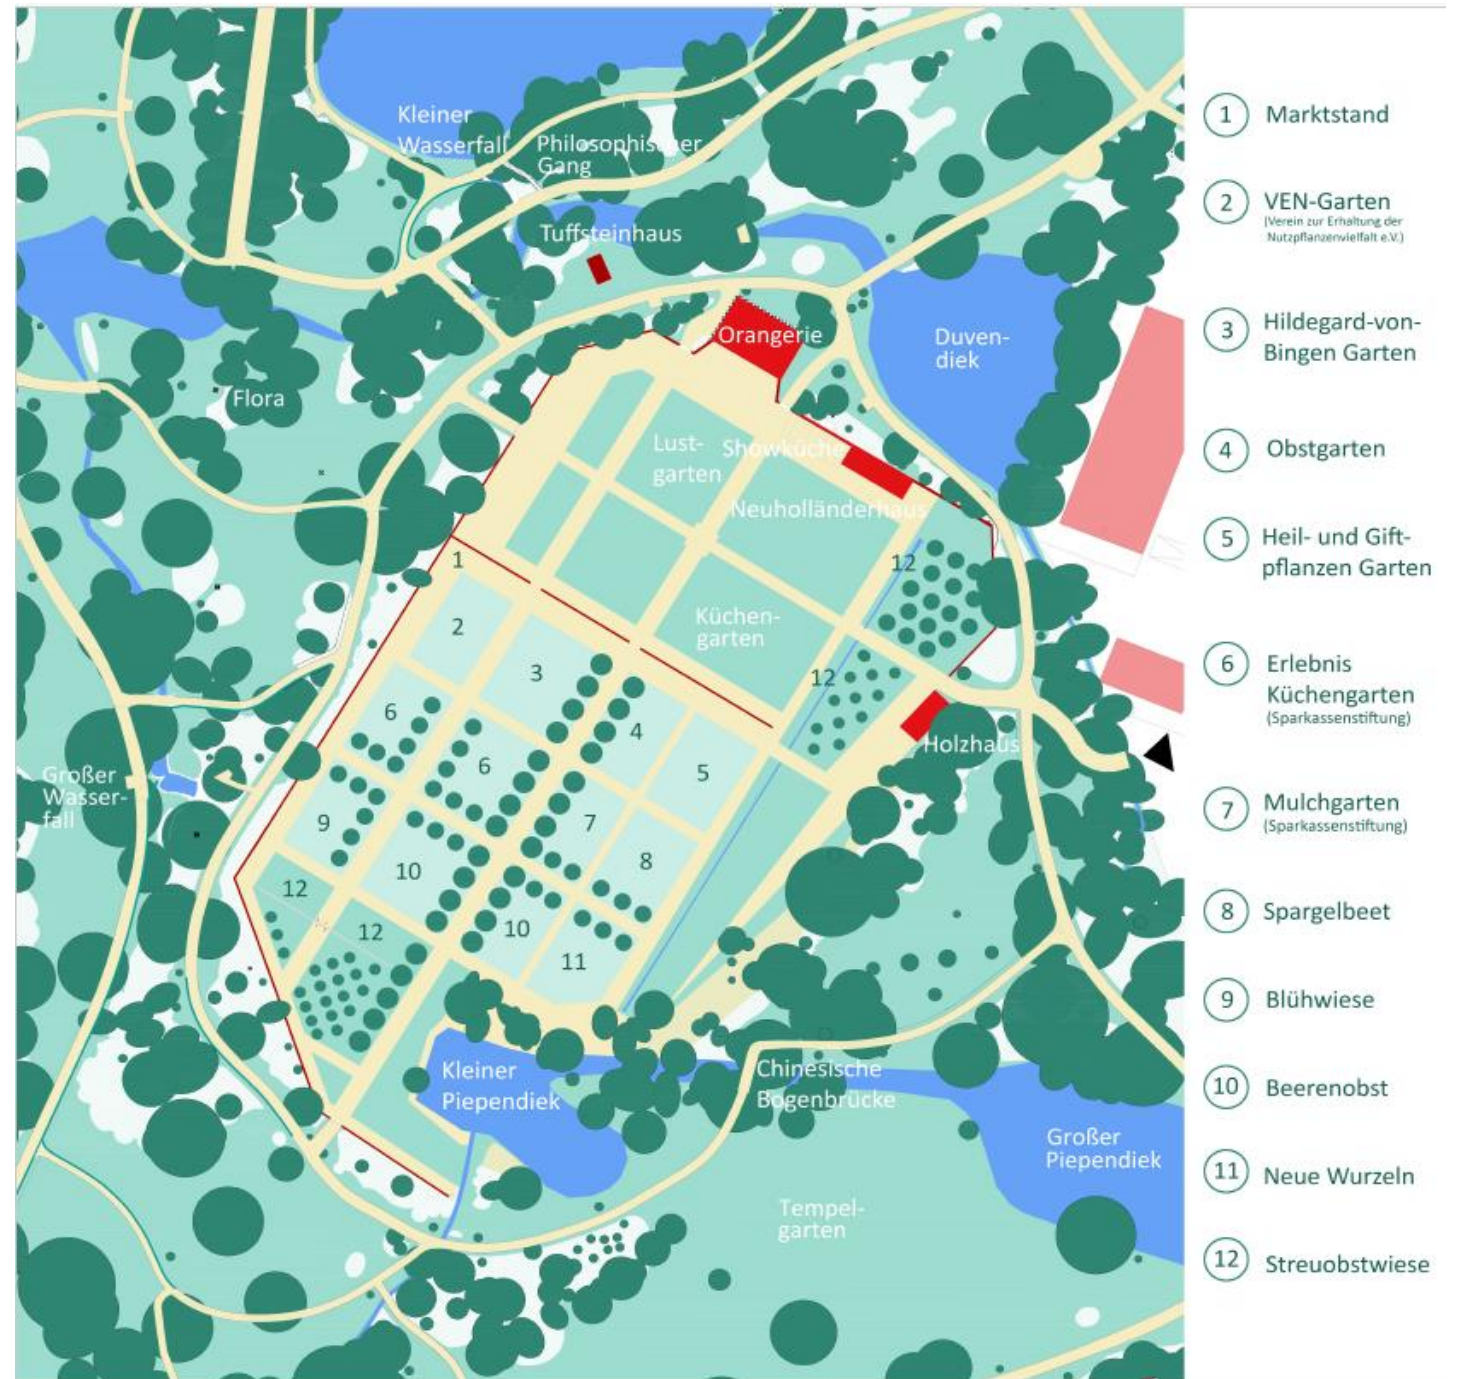 Kleiner
Wasserfall
Philosophischer
Gang
Tuffsteinhaus
Orangerie
Duven-
diek
Flora
Lust-
garten
Showküche
Neuholländerhaus
12
1
Küchen-
garten
2
3
12
6
4
6
5
Holzhaus
Großer
Wasser-
fall
9
7
8
10
12
12
10
11
Kleiner
Piependiek
Chinesische
Bogenbrücke
Großer
Piependiek
Tempel-
garten
1 Marktstand
2 VEN-Garten
(Verein zur Erhaltung der
Nutzpflanzenvielfalt e.V.)
3 Hildegard-von-
Bingen Garten
4 Obstgarten
5 Heil- und Gift-
pflanzen Garten
6 Erlebnis
Küchengarten
(Sparkassenstiftung)
7 Mulchgarten
(Sparkassenstiftung)
8 Spargelbeet
9 Blühwiese
10 Beerenobst
11 Neue Wurzeln
12 Streuobstwiese